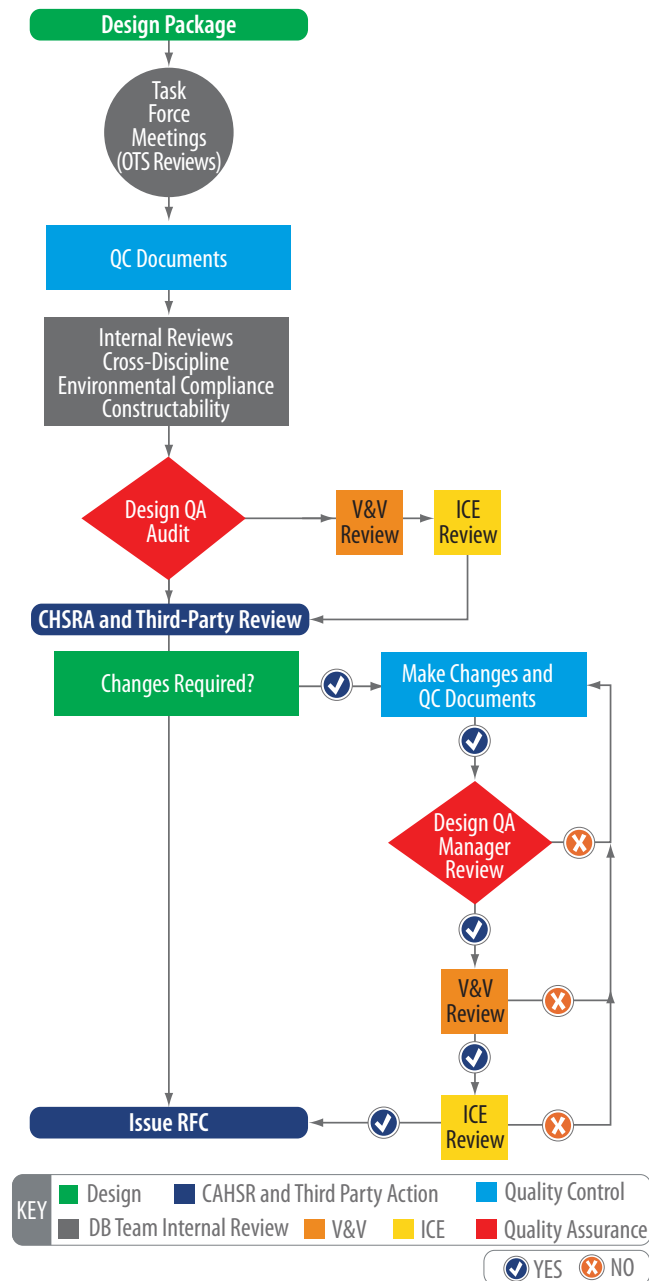 Design Package
Task
Force
Meetings
(OTS Reviews)
QC Documents
Internal Reviews
Cross-Discipline
Environmental Compliance
Constructability
Design QA
Audit
V&V
Review
ICE
Review
CHSRA and Third-Party Review
Changes Required?
Make Changes and
QC Documents
Design QA
Manager
Review
V&V
Review
ICE
Review
Issue RFC
KEY
Design
CAHSR and Third Party Action
Quality Control
DB Team Internal Review
V&V
ICE
Quality Assurance
YES
NO